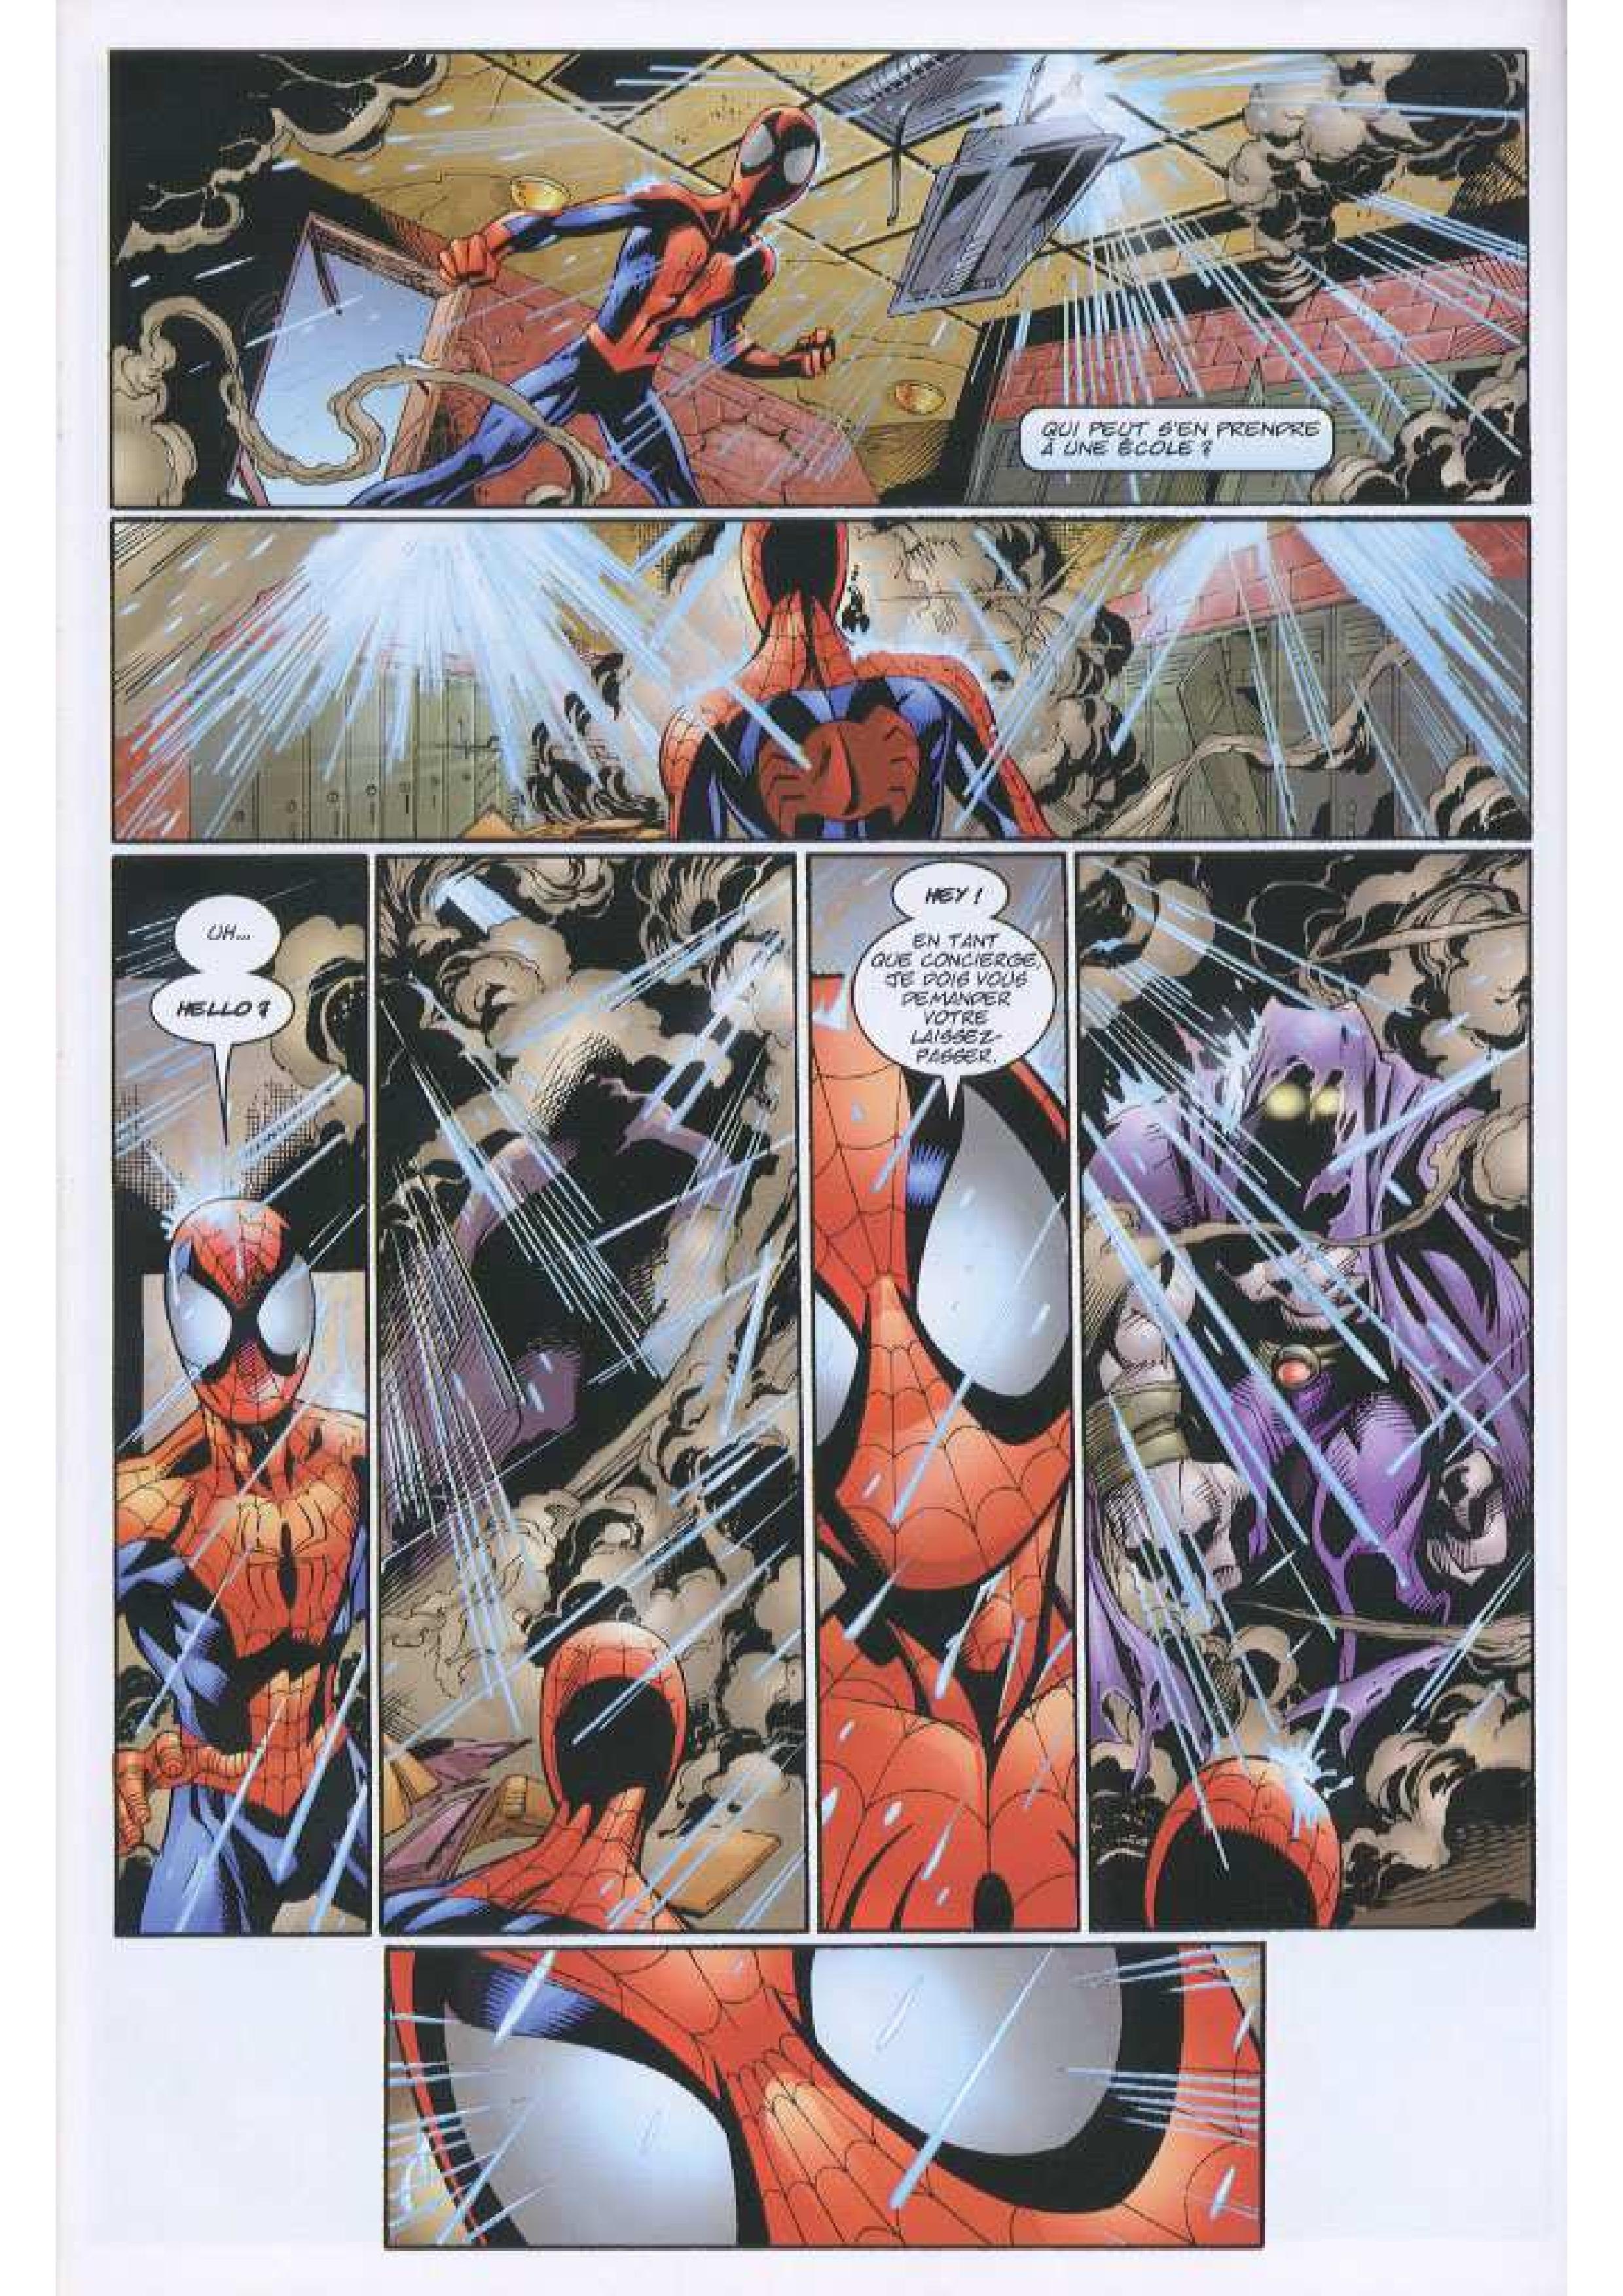 QUI PEUT S'EN PRENDRE
À UNE ÉCOLE ?
UH...
HELLO ?
HEY !
EN TANT
QUE CONCIERGE,
JE DOIS VOUS
DEMANDER
VOTRE
LAISSEZ-
PASSER.